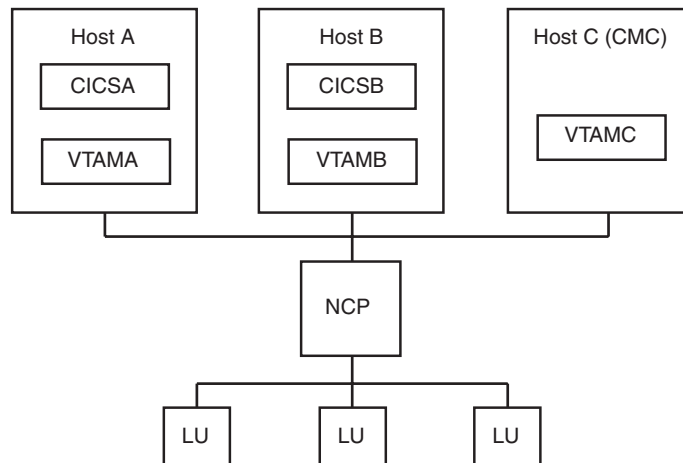 Host A
Host B
Host C (CMC)
CICSA
CICSB
VTAMC
VTAMA
VTAMB
NCP
LU
LU
LU